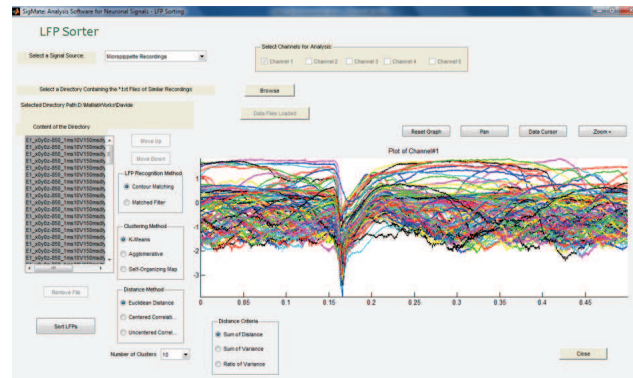 SigMate: Analysis Software for Neuronal Signals - LFP Sorting
LFP Sorter
Select a Signal Source:
Micropippette Recordings
Select Channels for Analysis:
Channel 1
Channel 2
Channel 3
Channel 4
Channel 5
Select a Directory Containing the *.txt Files of Similar Recordings
Browse
Selected Directory Path:D:\MatlabWorks\Davide
Data Files Loaded
Content of the Directory
Move Up
Move Down
Reset Graph
Pan
Data Cursor
Zoom
Plot of Channel#1
LFP Recognition Method
Contour Matching
Matched Filter
Clustering Method
K-Means
Agglomerative
Self-Organizing Map
Remove File
Distance Method
Euclidean Distance
Centered Correlati...
Uncentered Correl...
Sort LFPs
Number of Clusters
10
1
-1
-2
-3
0
0.05
0.1
0.15
0.2
0.25
0.3
0.35
0.4
0.45
Distance Criteria
Sum of Distance
Sum of Variance
Ratio of Variance
Close